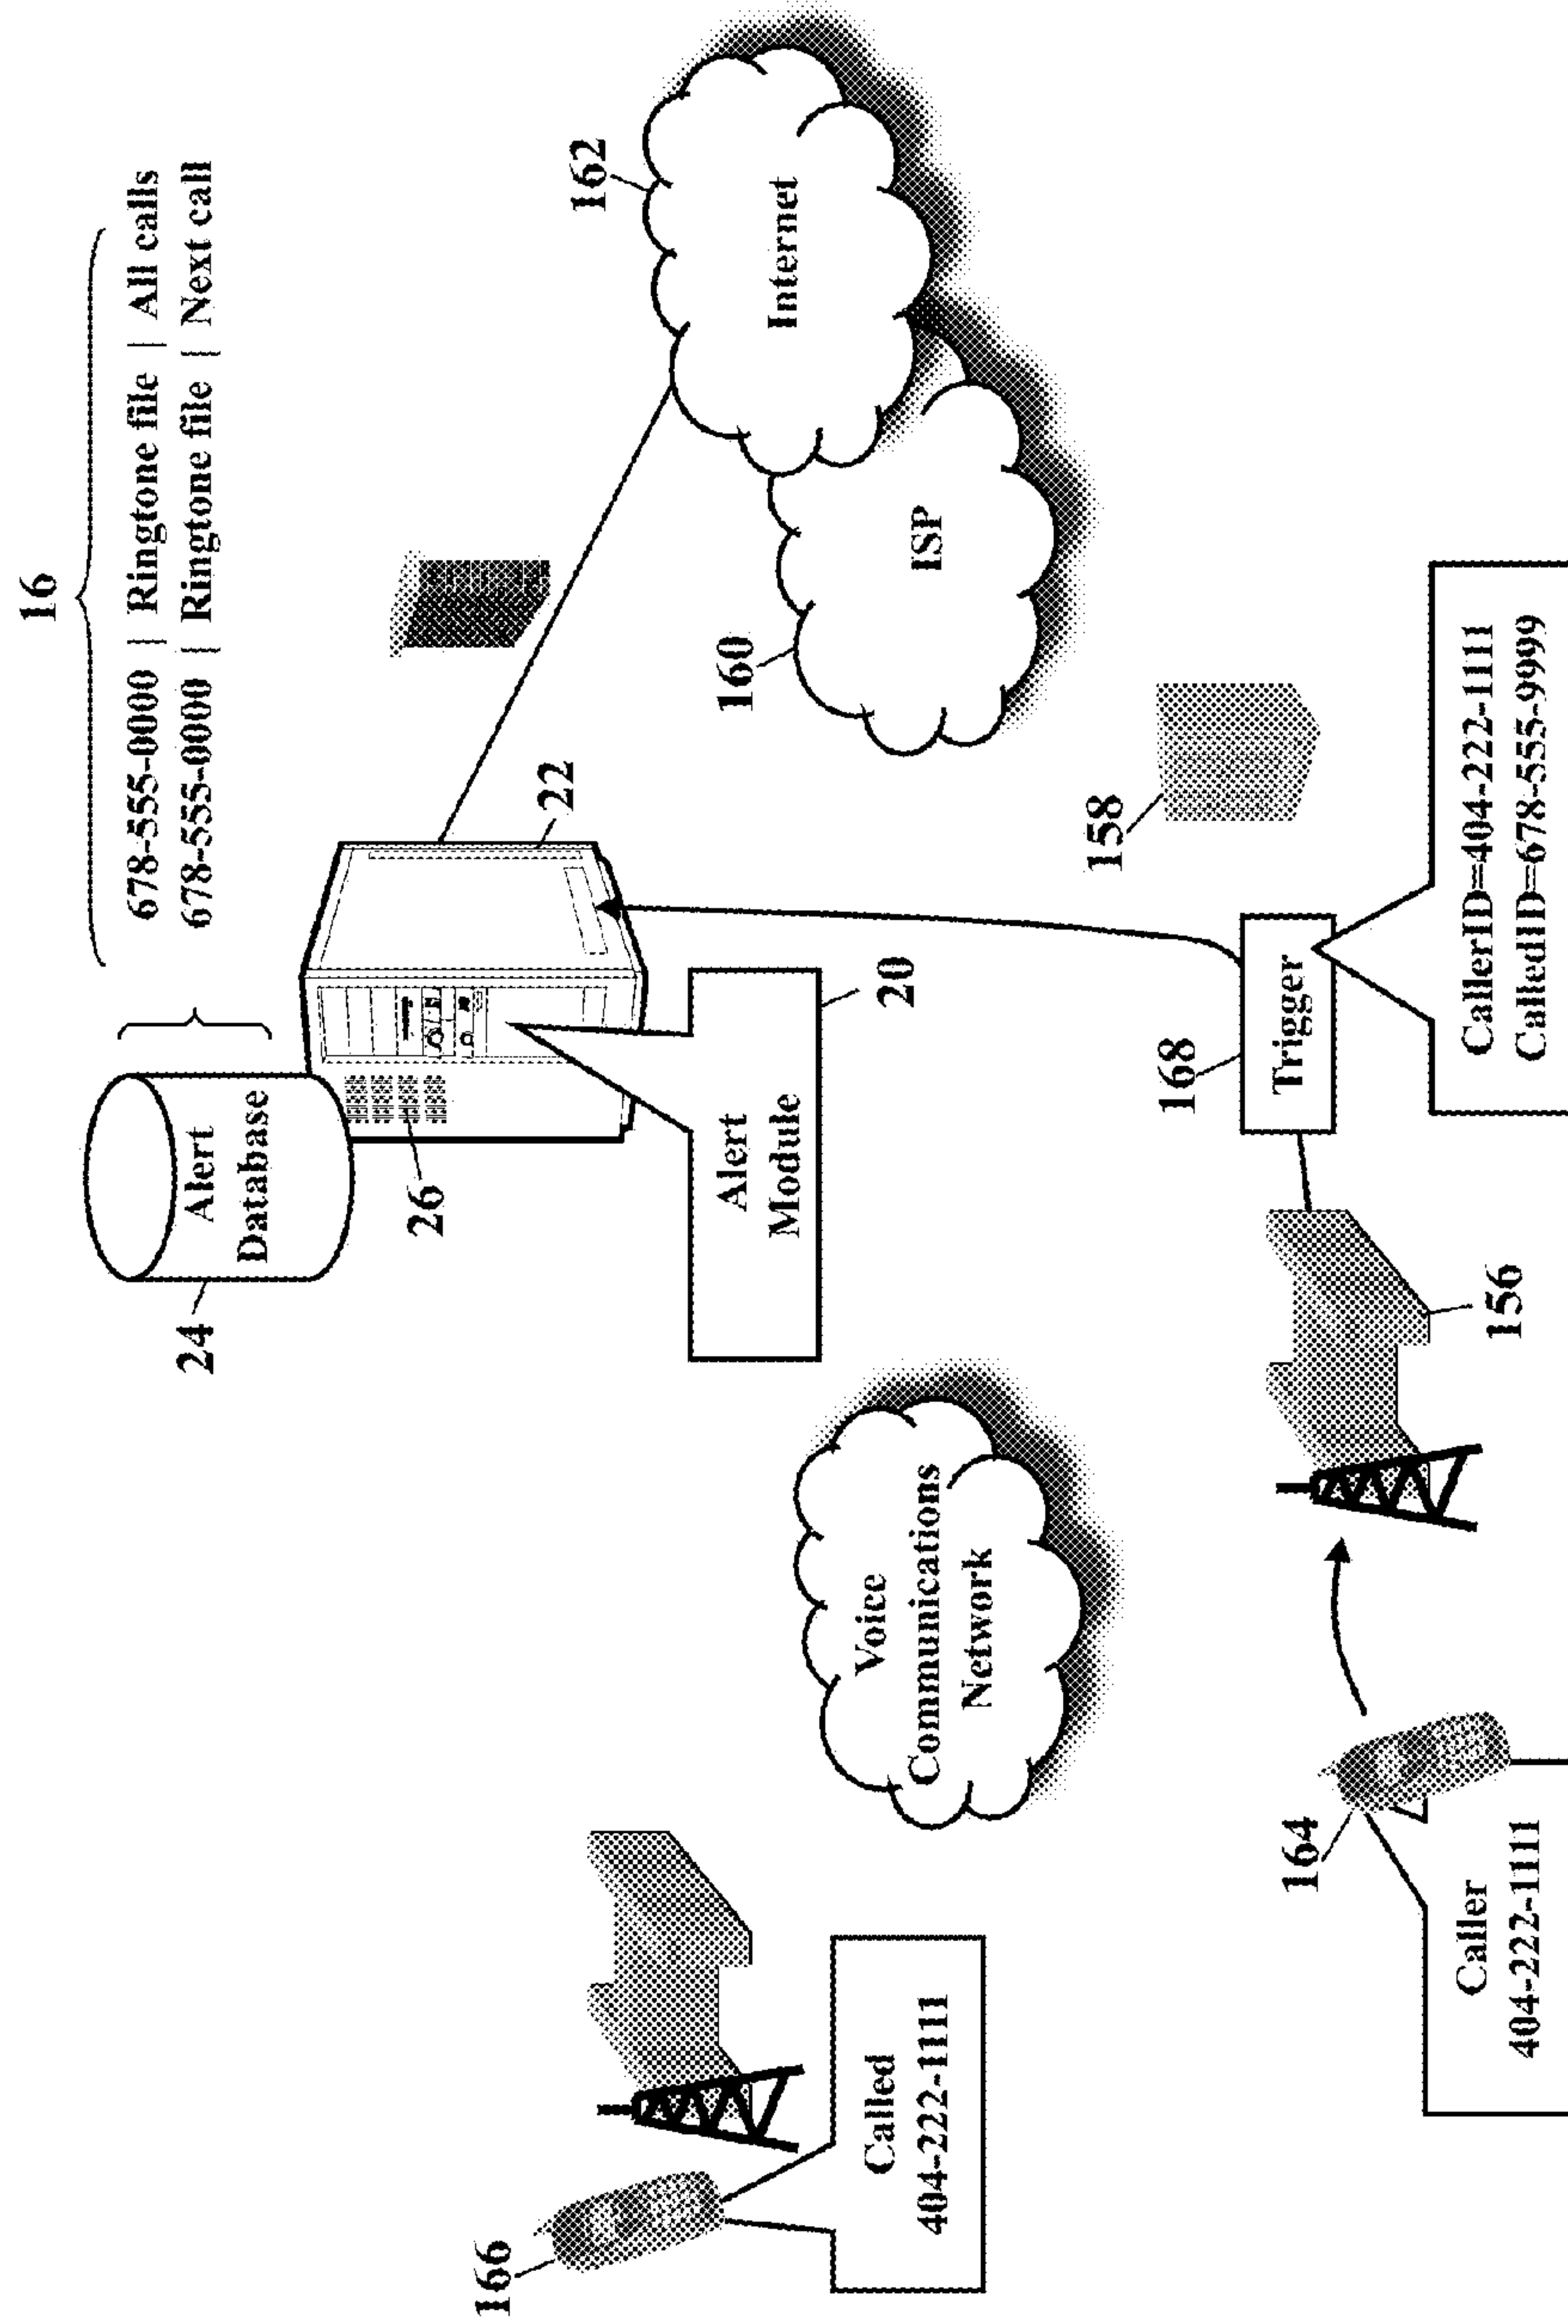 16
678-555-0000 | Ringtone file | All calls
678-555-0000 | Ringtone file | Next call
24
Alert
Database
26
22
Alert
Module
20
162
Internet
160
ISP
158
166
Called
404-222-1111
Voice
Communications
Network
168
Trigger
156
CallerID=404-222-1111
CalledID=678-555-9999
164
Caller
404-222-1111